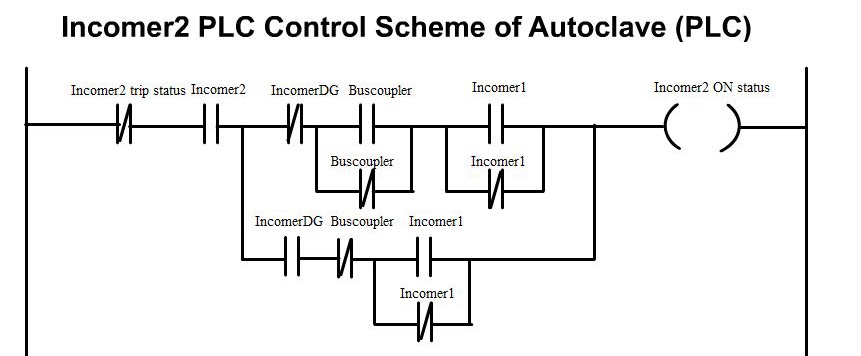 Incomer2 PLC Control Scheme of Autoclave (PLC)
Incomer2 trip status Incomer2 IncomerDG Buscoupler Incomer1 Incomer2 ON status
Buscoupler Incomer1
IncomerDG Buscoupler Incomer1
Incomer1